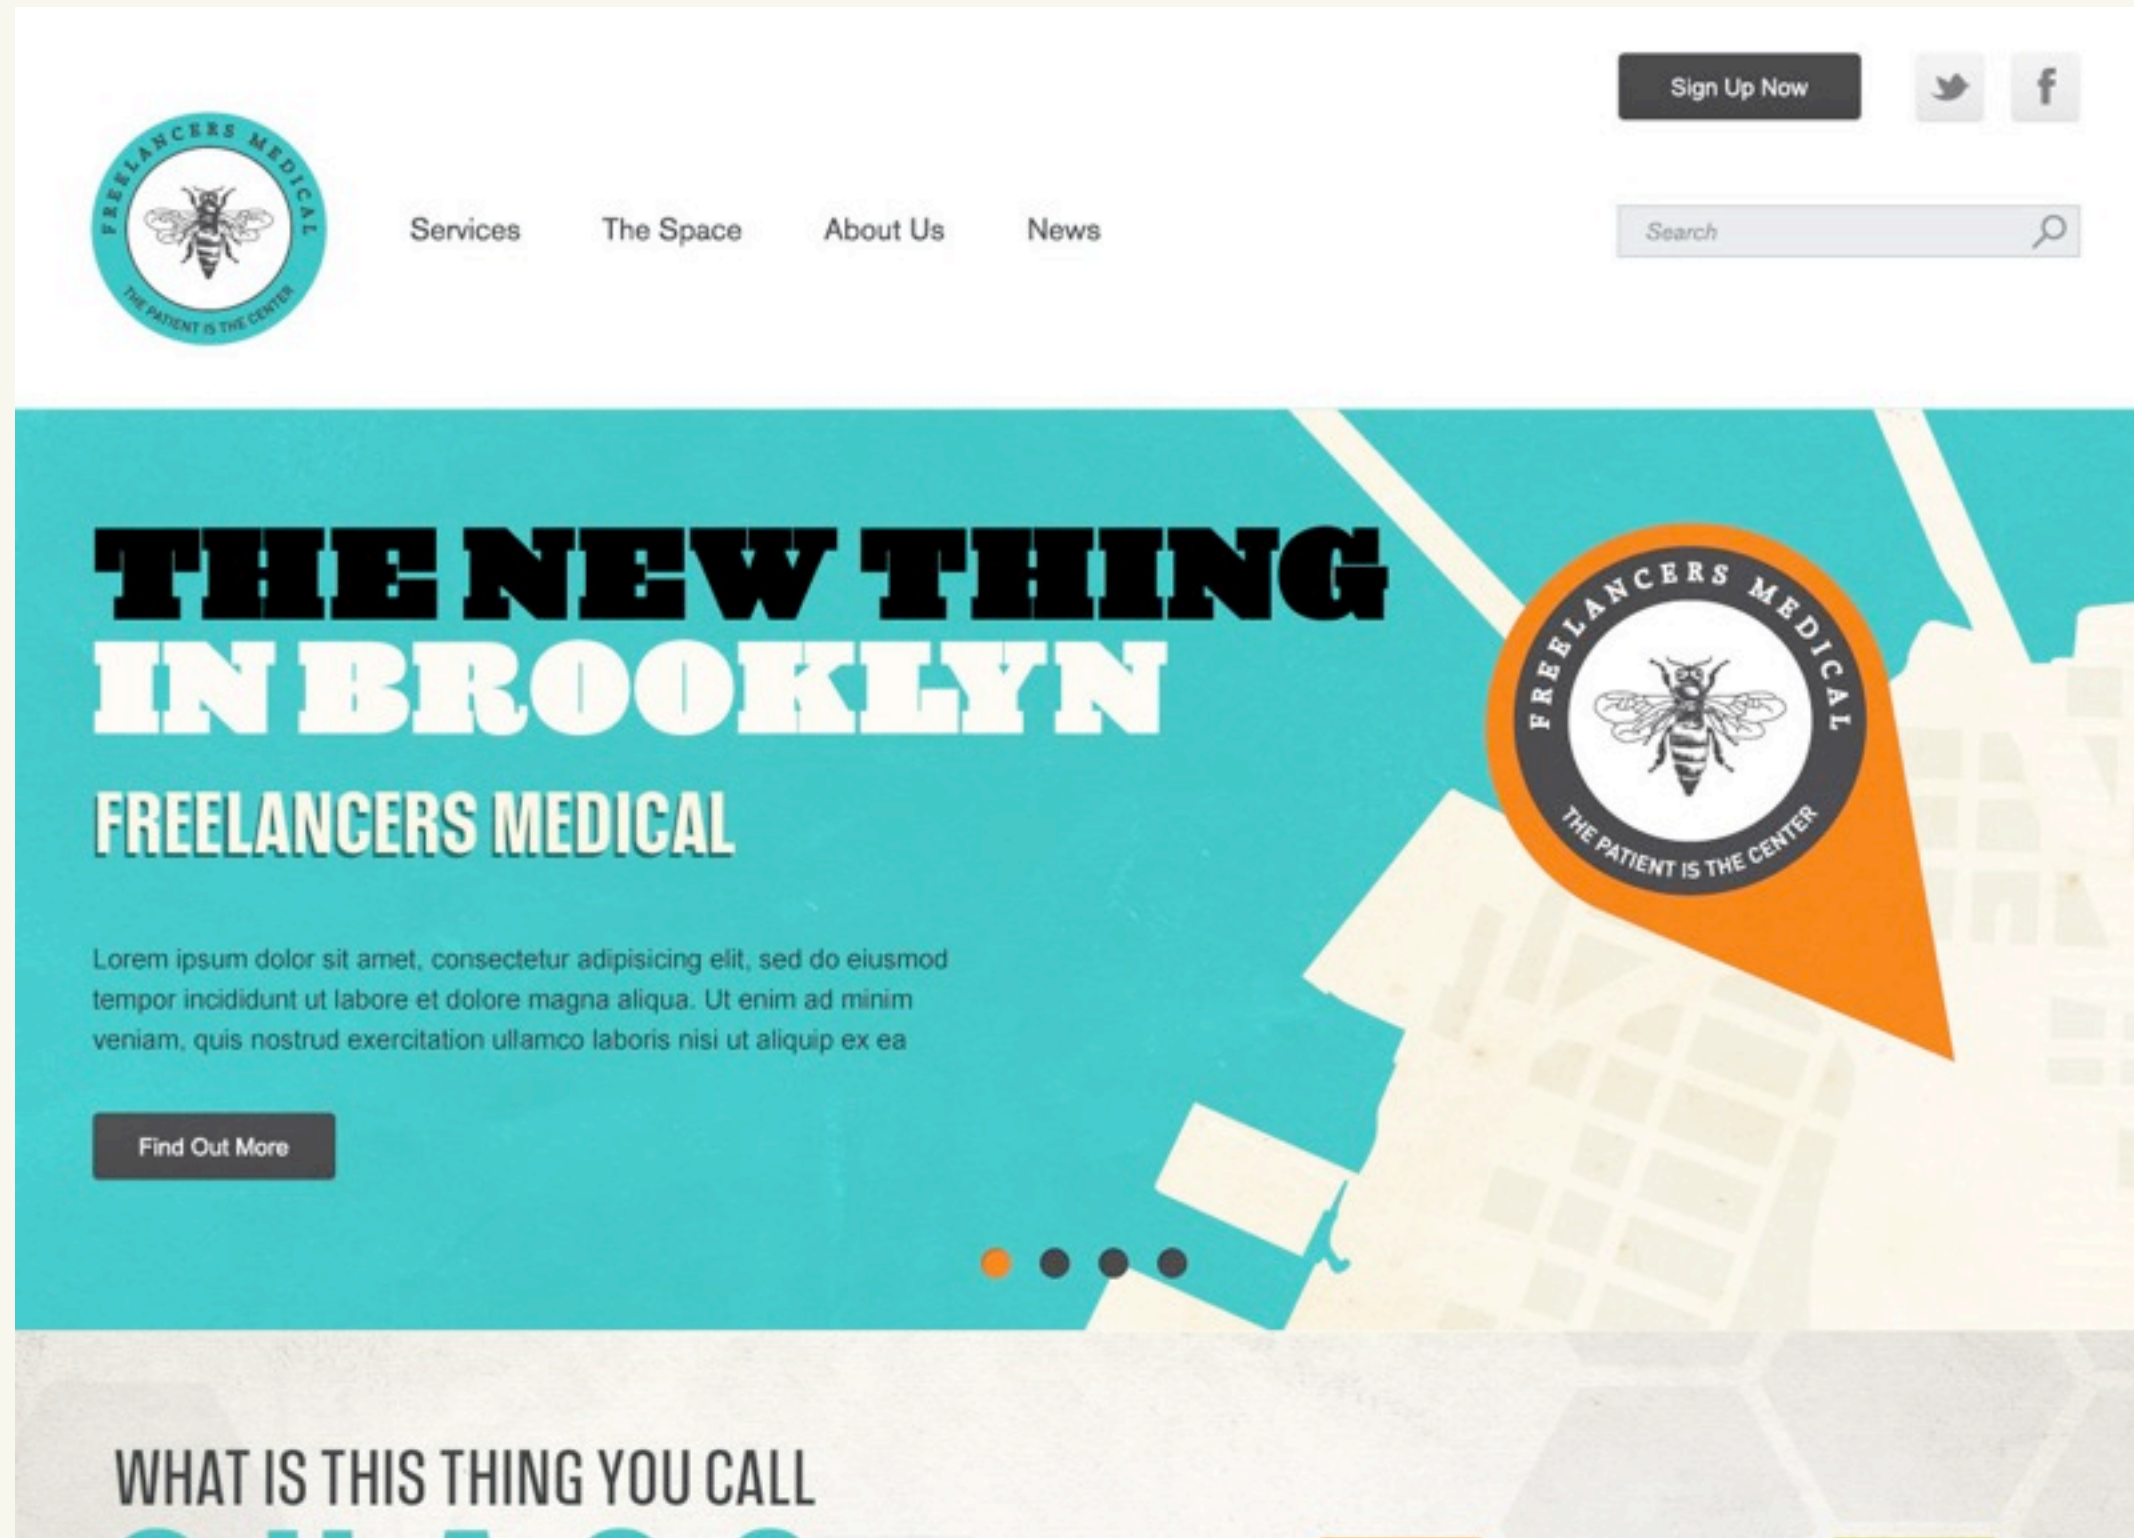 Sign Up Now
f
FREELANCERS MEDICAL
THE PATIENT IS THE CENTER
Services
The Space
About Us
News
Search
THE NEW THING
IN BROOKLYN
FREELANCERS MEDICAL
Lorem ipsum dolor sit amet, consectetur adipisicing elit, sed do eiusmod
tempor incididunt ut labore et dolore magna aliqua. Ut enim ad minim
veniam, quis nostrud exercitation ullamco laboris nisi ut aliquip ex ea
Find Out More
FREELANCERS MEDICAL
THE PATIENT IS THE CENTER
WHAT IS THIS THING YOU CALL